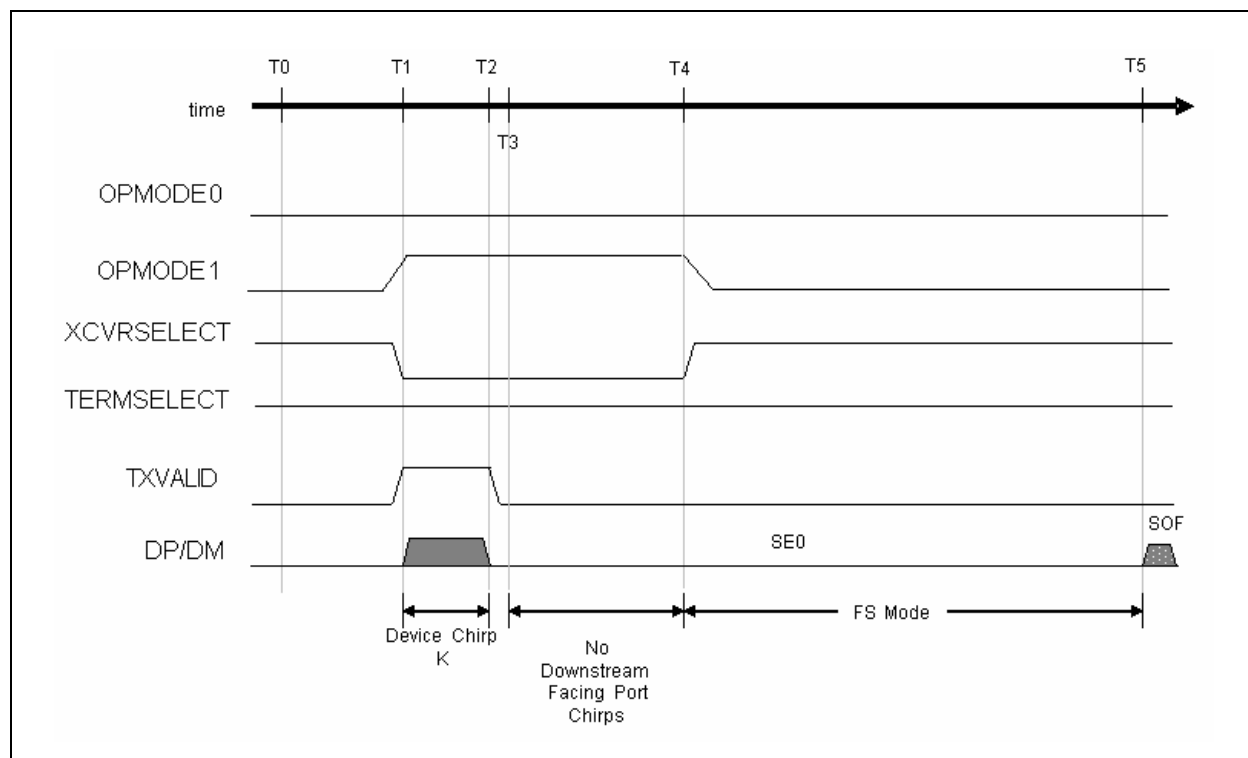 T0 T1 T2 T4 T5
time
T3
OPMODE0
OPMODE1
XCVRSELECT
TERMSELECT
TXVALID
SOF
DP/DM
SE0
FS Mode
Device Chirp
K
No
Downstream
Facing Port
Chirps